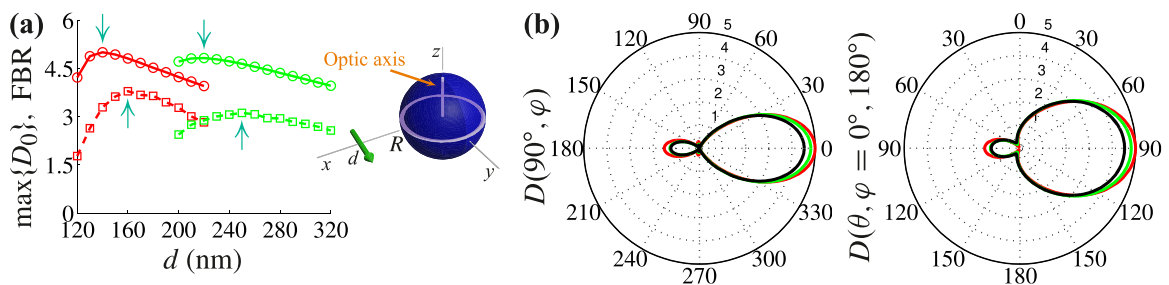 (a)
max{D₀}, FBR
6
4.5
3
1.5
0
120 160 200 240 280 320
d (nm)
Optic axis
z
R
d
x
y
(b)
D(90°, φ)
90
120 60
150 30
180 0
210 330
240 300
270
5
4
3
2
1
D(θ, φ = 0°, 180°)
0
30 30
60 60
90 90
120 120
150 150
180
5
4
3
2
1